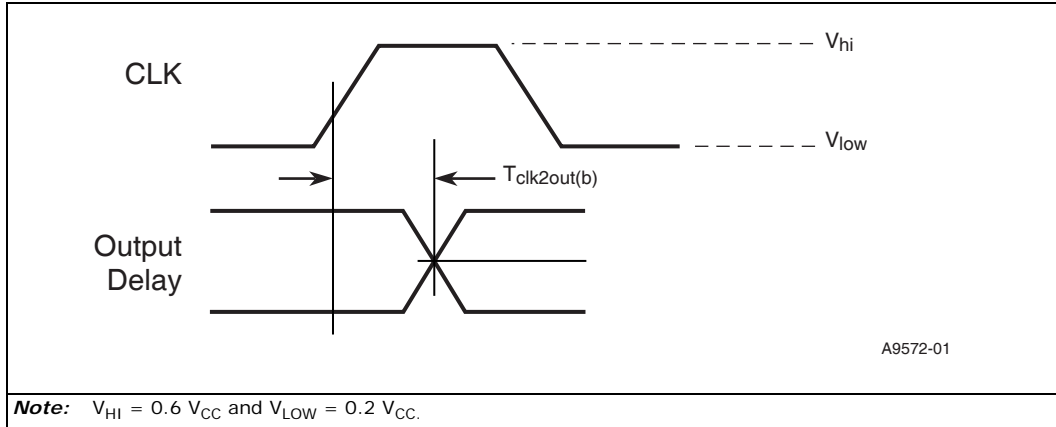 CLK
Vhi
Vlow
Tclk2out(b)
Output
Delay
A9572-01
Note: VHI = 0.6 VCC and VLOW = 0.2 VCC.